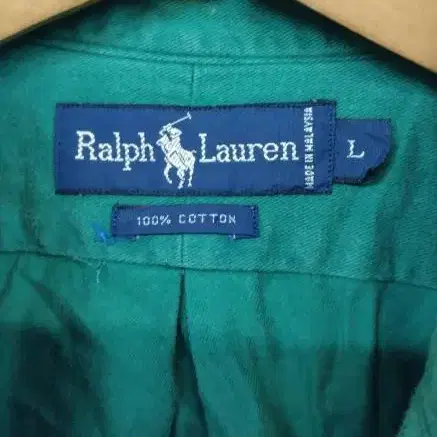 Ralph Lauren
MADE IN MALAYSIA
L
100% COTTON